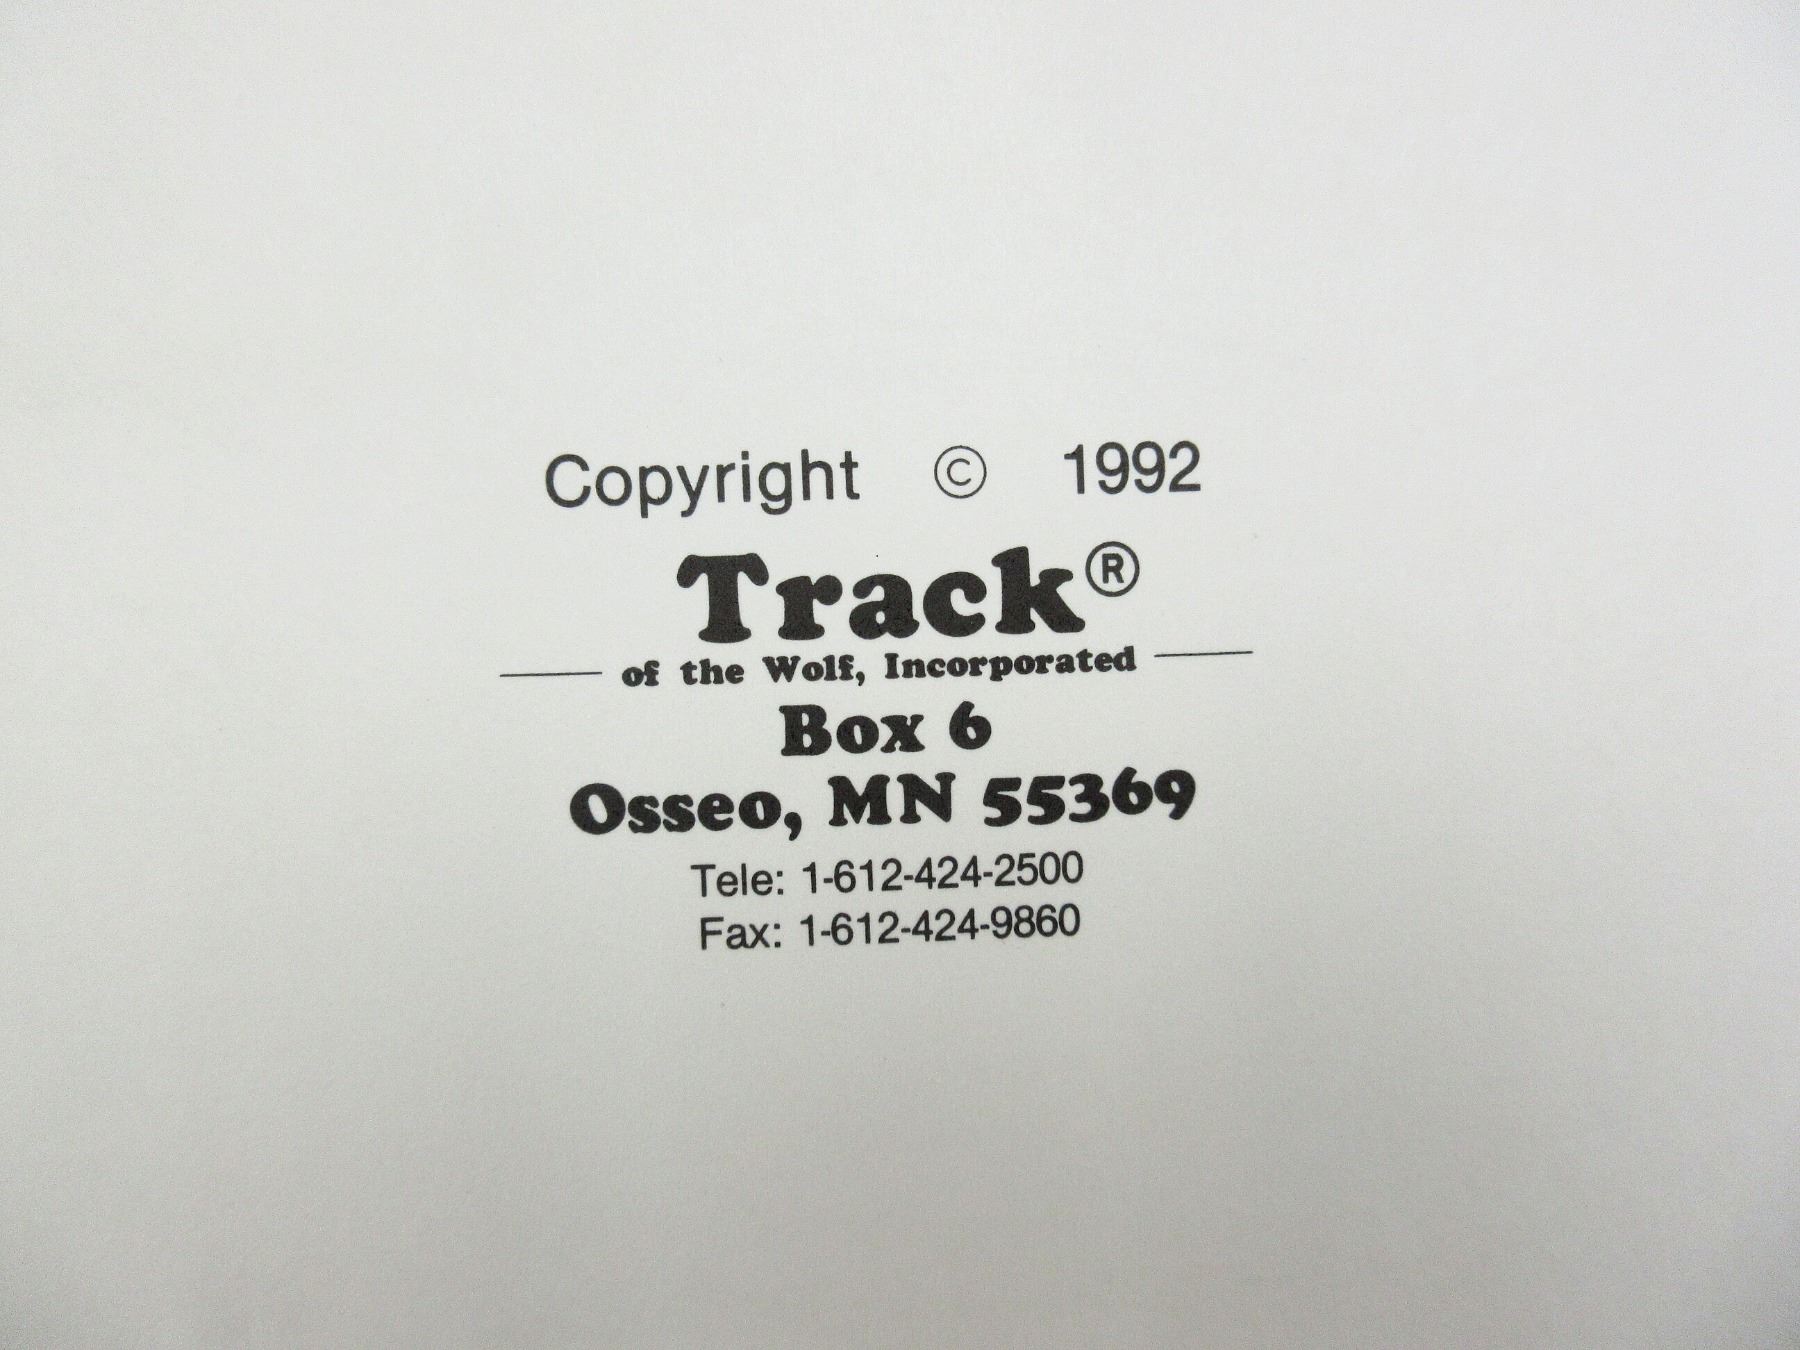 Copyright © 1992
Track®
of the Wolf, Incorporated
Box 6
Osseo, MN 55369
Tele: 1-612-424-2500
Fax: 1-612-424-9860